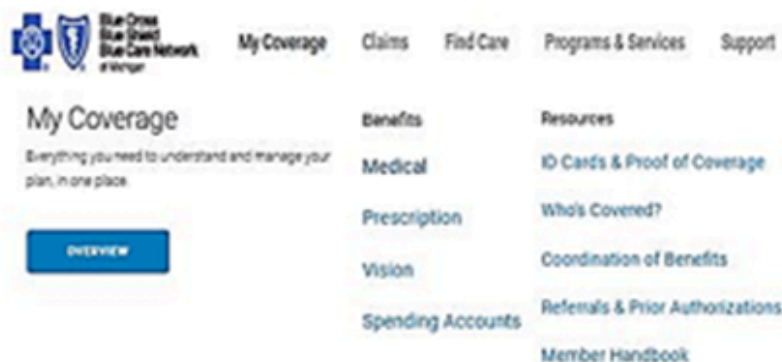 Blue Cross
Blue Shield
Blue Care Network
of Michigan
My Coverage
Claims
Find Care
Programs & Services
Support
My Coverage
Everything you need to understand and manage your
plan, in one place.
OVERVIEW
Benefits
Medical
Prescription
Vision
Spending Accounts
Resources
ID Cards & Proof of Coverage
Who's Covered?
Coordination of Benefits
Referrals & Prior Authorizations
Member Handbook